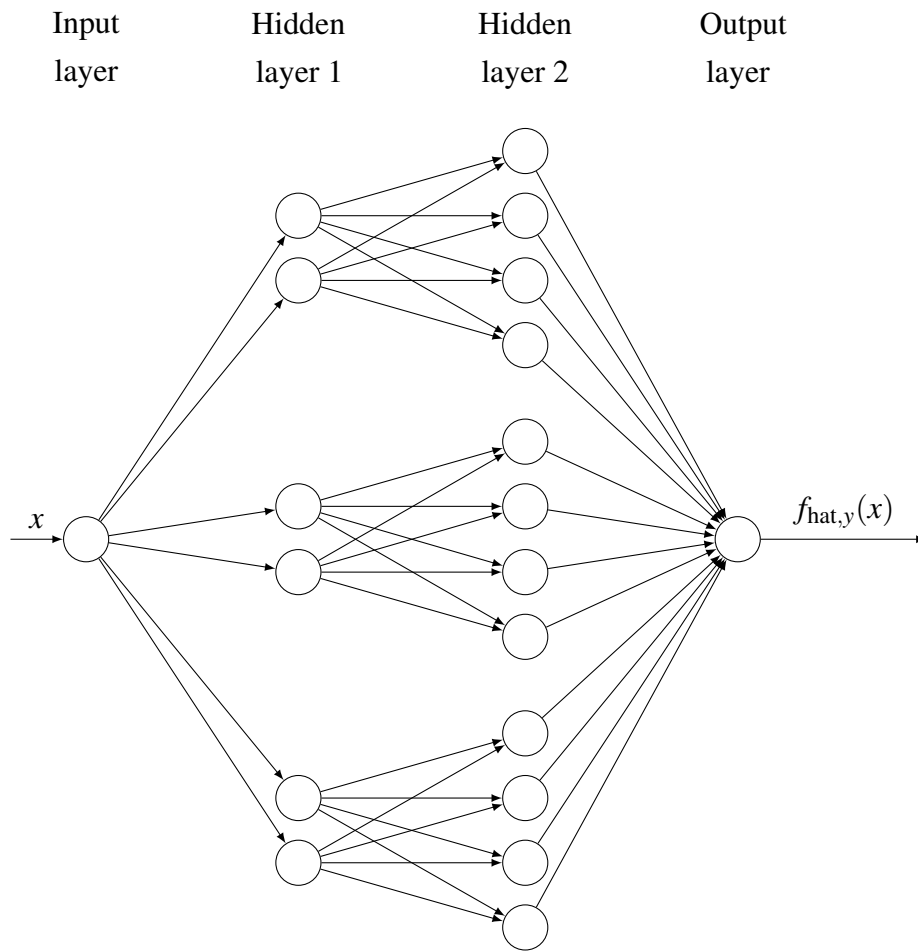 Input Hidden Hidden Output
layer layer 1 layer 2 layer
x
f_{hat,y}(x)